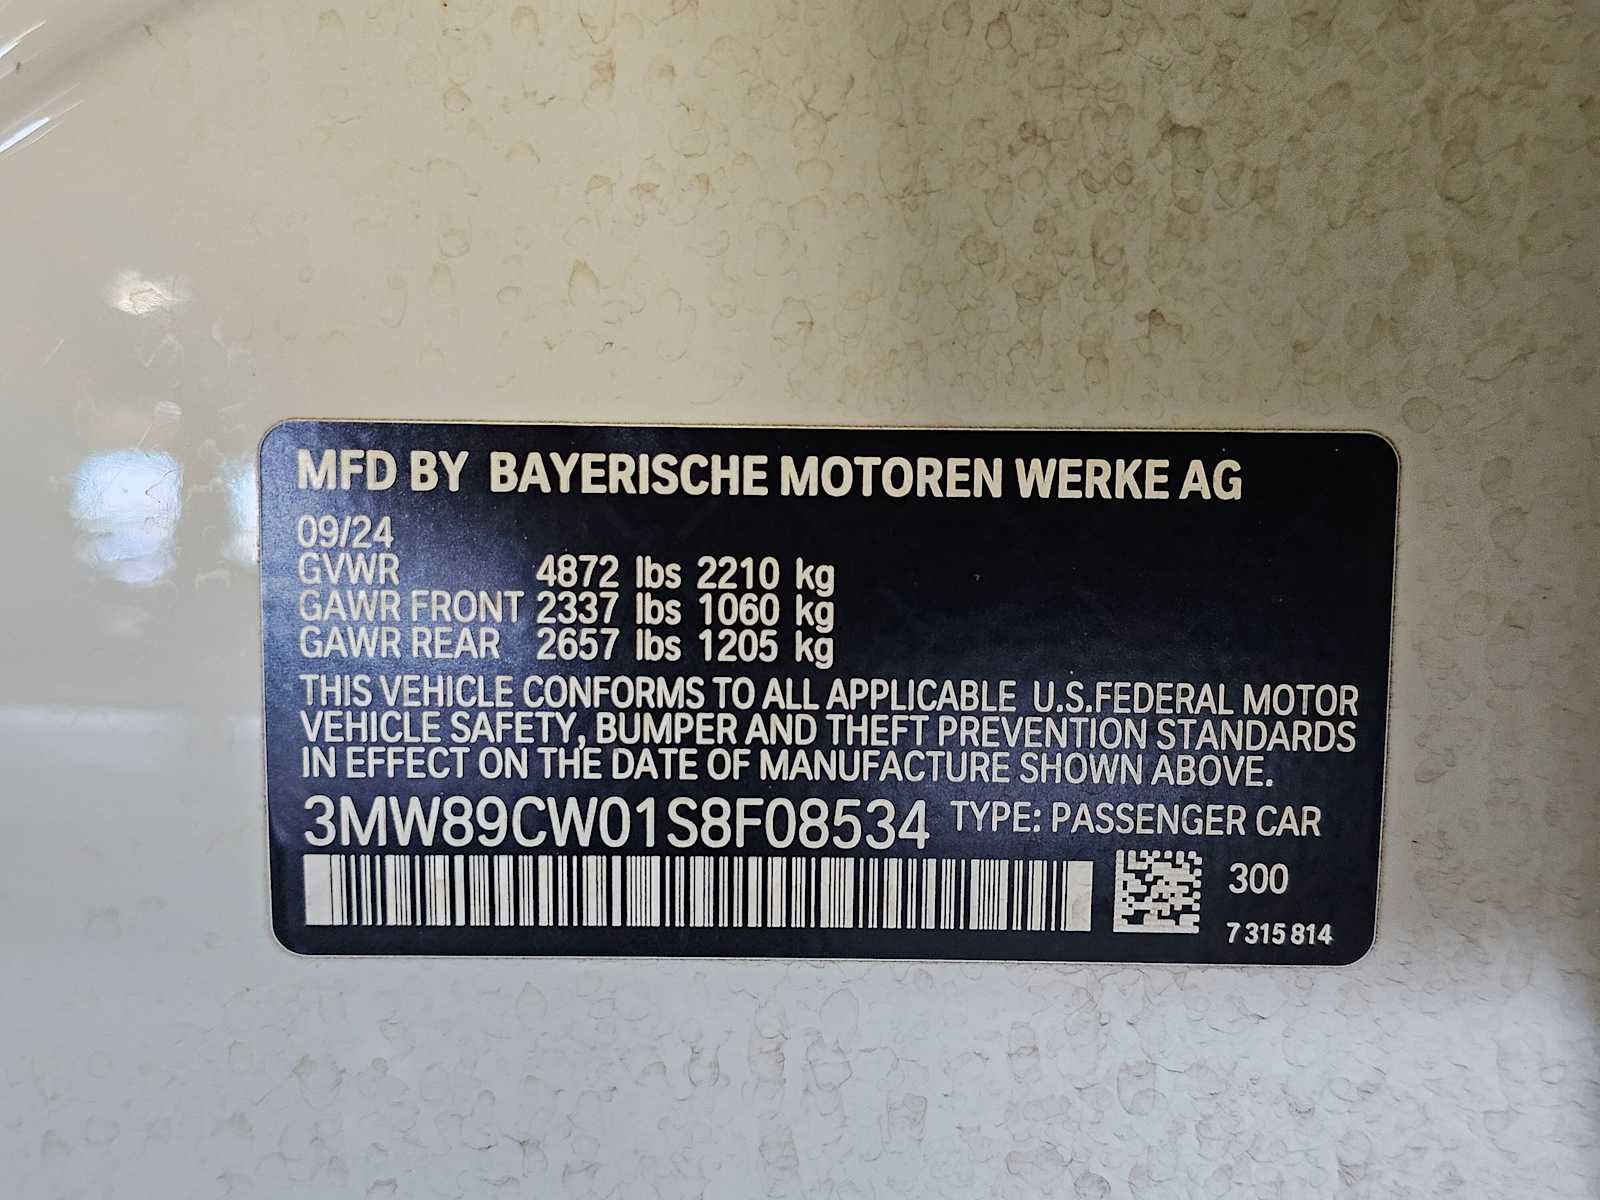 MFD BY BAYERISCHE MOTOREN WERKE AG
09/24
GVWR 4872 lbs 2210 kg
GAWR FRONT 2337 lbs 1060 kg
GAWR REAR 2657 lbs 1205 kg
THIS VEHICLE CONFORMS TO ALL APPLICABLE U.S.FEDERAL MOTOR
VEHICLE SAFETY, BUMPER AND THEFT PREVENTION STANDARDS
IN EFFECT ON THE DATE OF MANUFACTURE SHOWN ABOVE.
3MW89CW01S8F08534 TYPE: PASSENGER CAR
300
7 315 814